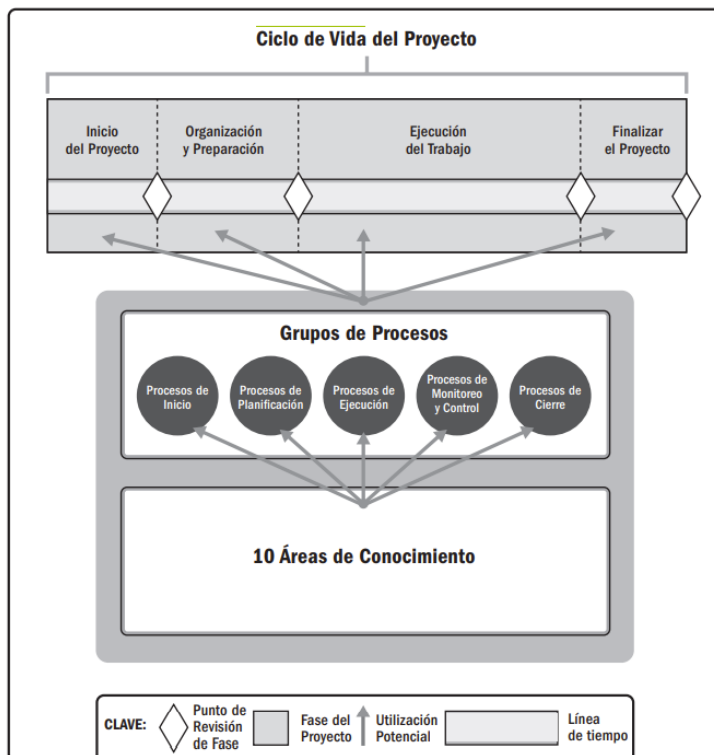 Ciclo de Vida del Proyecto
Inicio
del Proyecto
Organización
y Preparación
Ejecución
del Trabajo
Finalizar
el Proyecto
Grupos de Procesos
Procesos de
Inicio
Procesos de
Planificación
Procesos de
Ejecución
Procesos de
Monitoreo
y Control
Procesos de
Cierre
10 Áreas de Conocimiento
CLAVE:
Punto de
Revisión
de Fase
Fase del
Proyecto
Utilización
Potencial
Línea
de tiempo